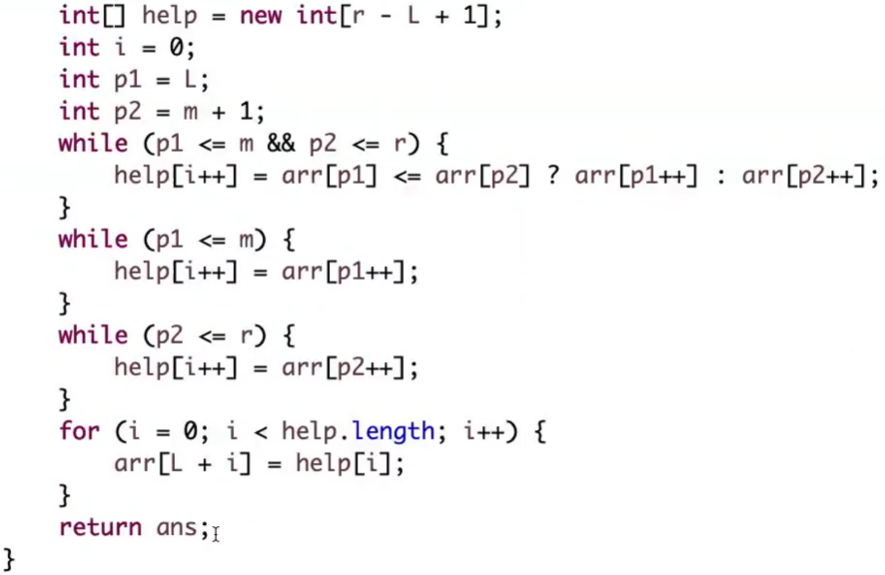 int[] help = new int[r - L + 1];
int i = 0;
int p1 = L;
int p2 = m + 1;
while (p1 <= m && p2 <= r) {
help[i++] = arr[p1] <= arr[p2] ? arr[p1++] : arr[p2++];
}
while (p1 <= m) {
help[i++] = arr[p1++];
}
while (p2 <= r) {
help[i++] = arr[p2++];
}
for (i = 0; i < help.length; i++) {
arr[L + i] = help[i];
}
return ans;
}